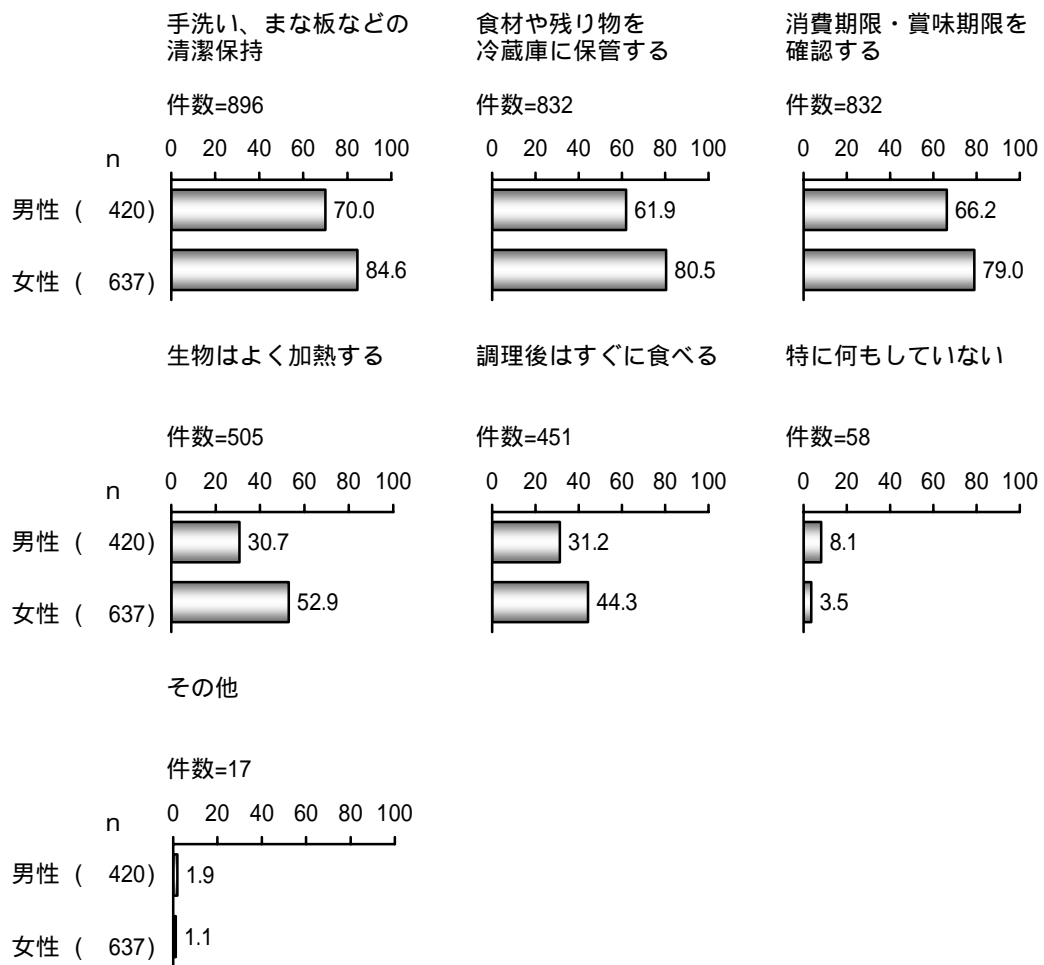 手洗い、まな板などの
清潔保持
食材や残り物を
冷蔵庫に保管する
消費期限・賞味期限を
確認する
件数=896
件数=832
件数=832
n 0 20 40 60 80 100
0 20 40 60 80 100
0 20 40 60 80 100
男性 ( 420) 70.0
61.9
66.2
女性 ( 637) 84.6
80.5
79.0
生物はよく加熱する
調理後はすぐに食べる
特に何もしていない
件数=505
件数=451
件数=58
n 0 20 40 60 80 100
0 20 40 60 80 100
0 20 40 60 80 100
男性 ( 420) 30.7
31.2
8.1
女性 ( 637) 52.9
44.3
3.5
その他
件数=17
n 0 20 40 60 80 100
男性 ( 420) 1.9
女性 ( 637) 1.1